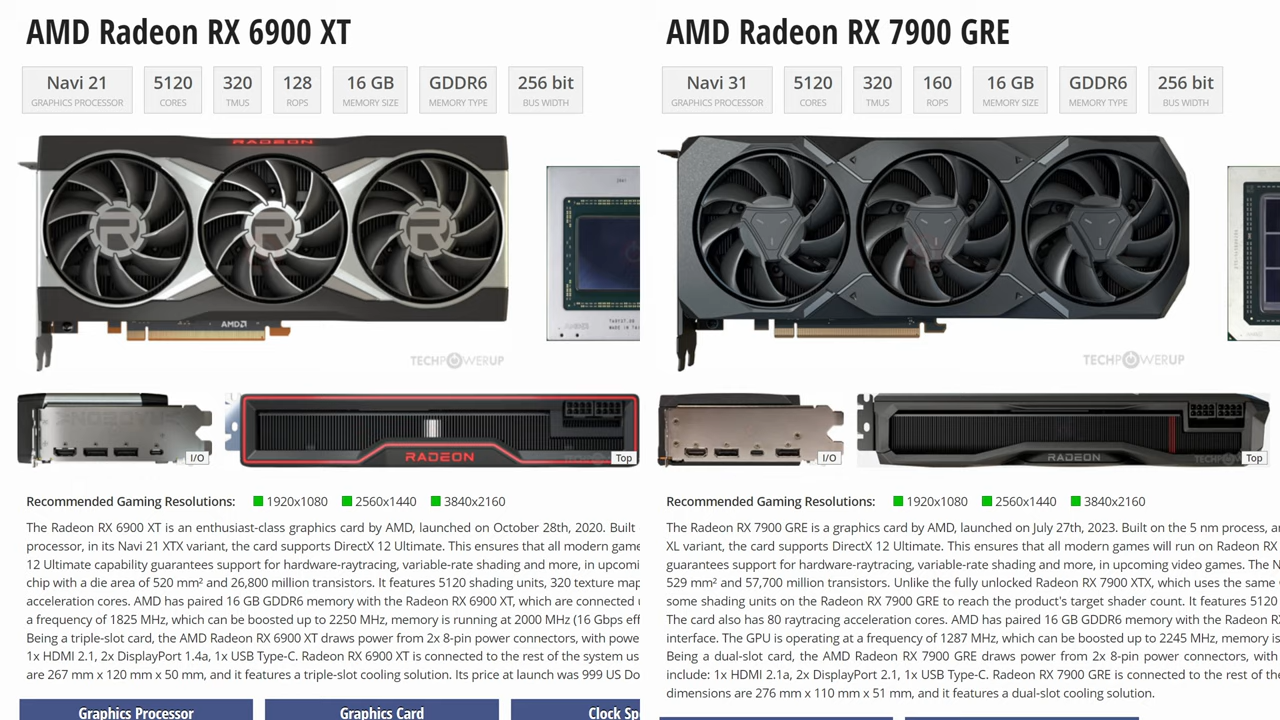 AMD Radeon RX 6900 XT
Navi 21 5120 320 128 16 GB GDDR6 256 bit
GRAPHICS PROCESSOR CORES TMUS ROPS MEMORY SIZE MEMORY TYPE BUS WIDTH
RADEON
AMD
TECHPOWERUP
I/O
RADEON
Top
Recommended Gaming Resolutions: 1920x1080 2560x1440 3840x2160
The Radeon RX 6900 XT is an enthusiast-class graphics card by AMD, launched on October 28th, 2020. Built
processor, in its Navi 21 XTX variant, the card supports DirectX 12 Ultimate. This ensures that all modern game
12 Ultimate capability guarantees support for hardware-raytracing, variable-rate shading and more, in upcomi
chip with a die area of 520 mm² and 26,800 million transistors. It features 5120 shading units, 320 texture map
acceleration cores. AMD has paired 16 GB GDDR6 memory with the Radeon RX 6900 XT, which are connected
a frequency of 1825 MHz, which can be boosted up to 2250 MHz, memory is running at 2000 MHz (16 Gbps eff
Being a triple-slot card, the AMD Radeon RX 6900 XT draws power from 2x 8-pin power connectors, with powe
1x HDMI 2.1, 2x DisplayPort 1.4a, 1x USB Type-C. Radeon RX 6900 XT is connected to the rest of the system us
are 267 mm x 120 mm x 50 mm, and it features a triple-slot cooling solution. Its price at launch was 999 US Do
Graphics Processor Graphics Card Clock Sp
AMD Radeon RX 7900 GRE
Navi 31 5120 320 160 16 GB GDDR6 256 bit
GRAPHICS PROCESSOR CORES TMUS ROPS MEMORY SIZE MEMORY TYPE BUS WIDTH
TECHPOWERUP
I/O
RADEON
Top
Recommended Gaming Resolutions: 1920x1080 2560x1440 3840x2160
The Radeon RX 7900 GRE is a graphics card by AMD, launched on July 27th, 2023. Built on the 5 nm process, a
XL variant, the card supports DirectX 12 Ultimate. This ensures that all modern games will run on Radeon RX
guarantees support for hardware-raytracing, variable-rate shading and more, in upcoming video games. The N
529 mm² and 57,700 million transistors. Unlike the fully unlocked Radeon RX 7900 XTX, which uses the same
some shading units on the Radeon RX 7900 GRE to reach the product's target shader count. It features 5120
The card also has 80 raytracing acceleration cores. AMD has paired 16 GB GDDR6 memory with the Radeon R
interface. The GPU is operating at a frequency of 1287 MHz, which can be boosted up to 2245 MHz, memory is
Being a dual-slot card, the AMD Radeon RX 7900 GRE draws power from 2x 8-pin power connectors, with
include: 1x HDMI 2.1a, 2x DisplayPort 2.1, 1x USB Type-C. Radeon RX 7900 GRE is connected to the rest of the
dimensions are 276 mm x 110 mm x 51 mm, and it features a dual-slot cooling solution.